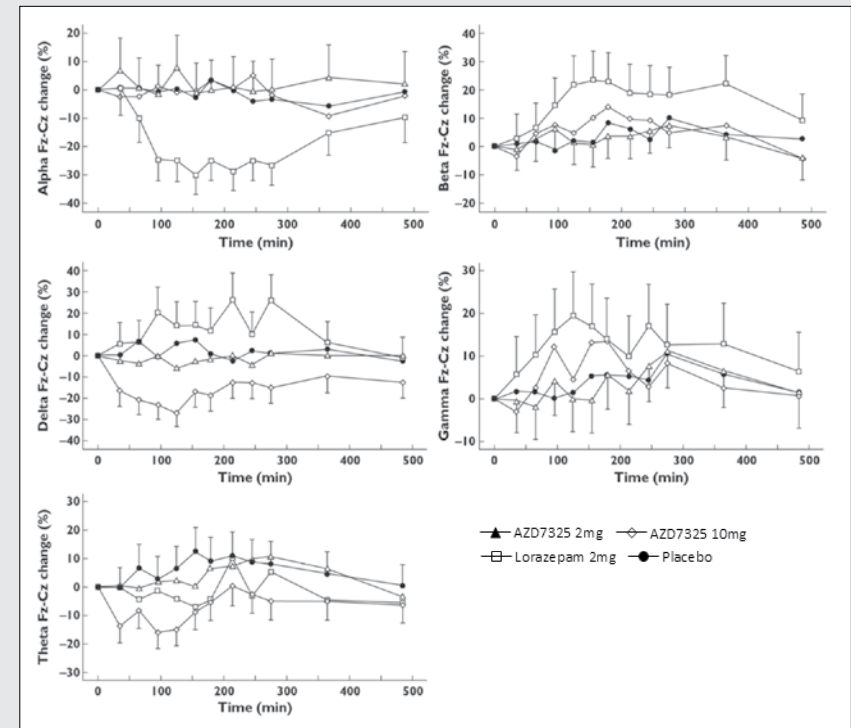 Alpha Fz-Cz change (%)
20
10
0
−10
−20
−30
−40
0 100 200 300 400 500
Time (min)
Beta Fz-Cz change (%)
40
30
20
10
0
−10
−20
0 100 200 300 400 500
Time (min)
Delta Fz-Cz change (%)
40
30
20
10
0
−10
−20
−30
−40
0 100 200 300 400 500
Time (min)
Gamma Fz-Cz change (%)
30
20
10
0
−10
0 100 200 300 400 500
Time (min)
Theta Fz-Cz change (%)
30
20
10
0
−10
−20
−30
0 100 200 300 400 500
Time (min)
AZD7325 2mg AZD7325 10mg
Lorazepam 2mg Placebo